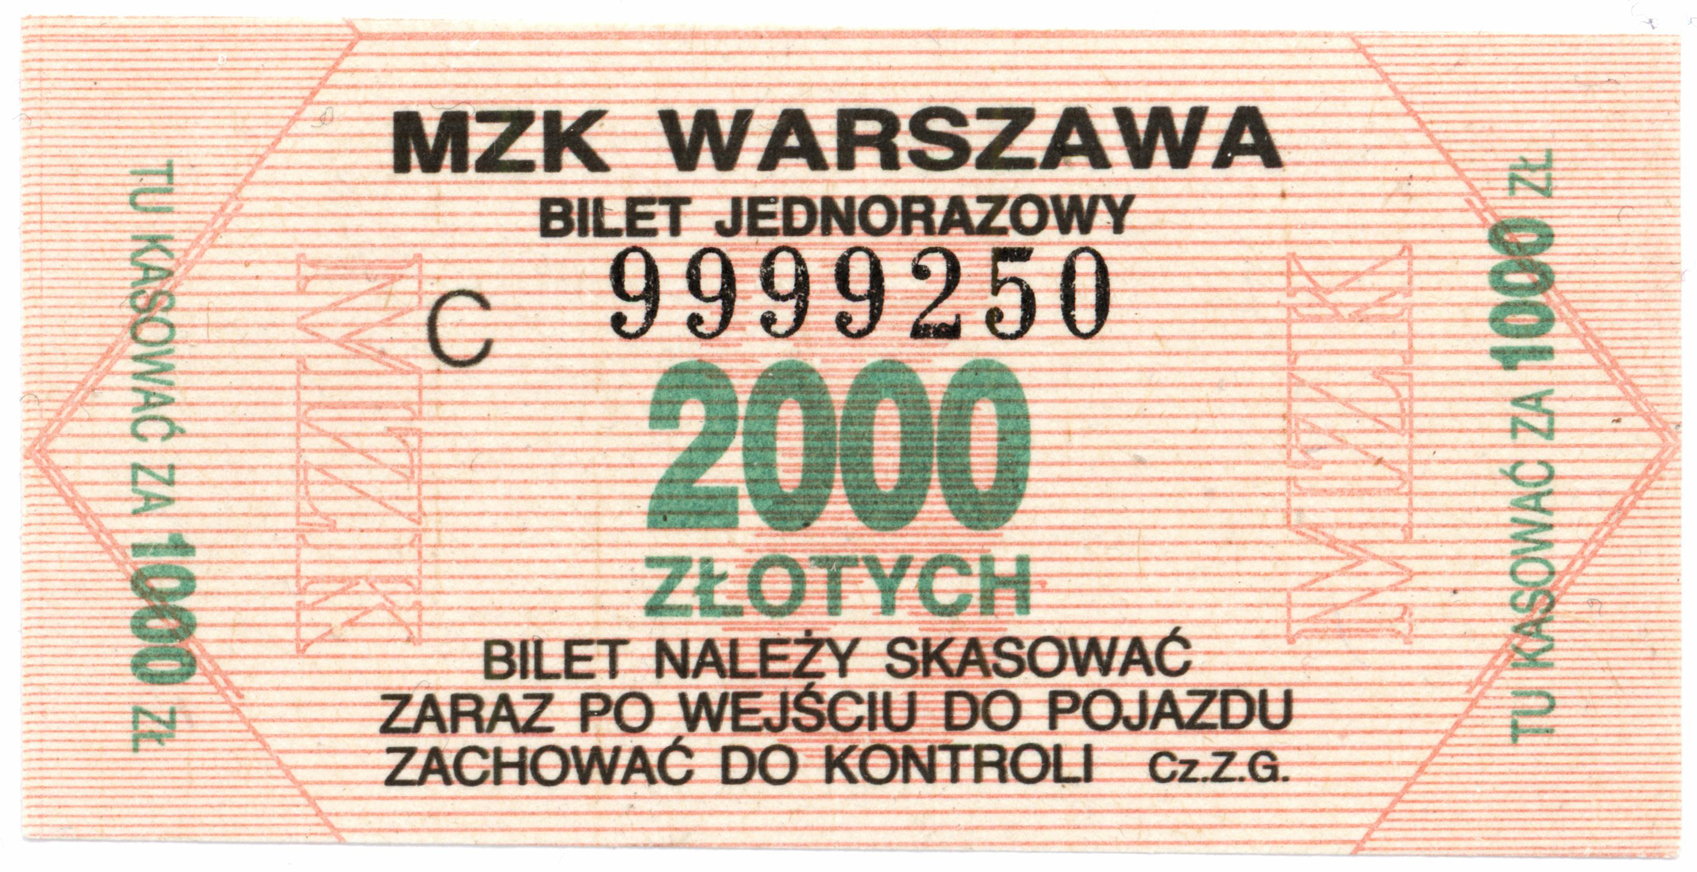 MZK WARSZAWA
BILET JEDNORAZOWY
C 9999250
2000
ZŁOTYCH
BILET NALEŻY SKASOWAĆ
ZARAZ PO WEJŚCIU DO POJAZDU
ZACHOWAĆ DO KONTROLI Cz.Z.G.
TU KASOWAĆ ZA 1000 ZŁ
MZK
MZK
TU KASOWAĆ ZA 1000 ZŁ